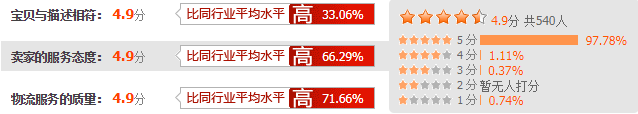 宝贝与描述相符： 4.9分 比同行业平均水平 高 33.06%
卖家的服务态度： 4.9分 比同行业平均水平 高 66.29%
物流服务的质量： 4.9分 比同行业平均水平 高 71.66%
4.9分 共540人
5分 97.78%
4分 1.11%
3分 0.37%
2分 暂无人打分
1分 0.74%